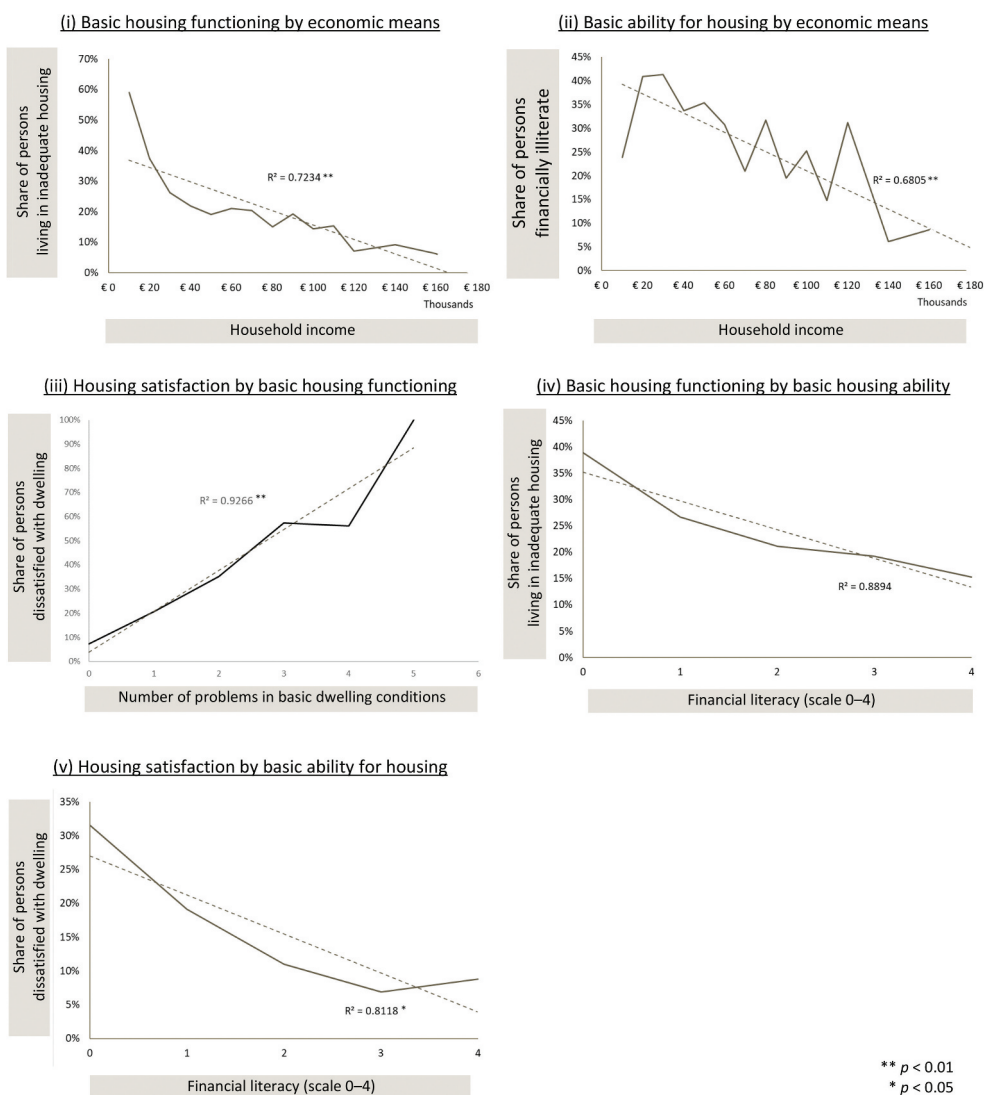 (i) Basic housing functioning by economic means
Share of persons
living in inadequate housing
70%
60%
50%
40%
30%
20%
10%
0%
R² = 0.7234 **
€ 0
€ 20
€ 40
€ 60
€ 80
€ 100
€ 120
€ 140
€ 160
€ 180
Thousands
Household income
(ii) Basic ability for housing by economic means
Share of persons
financially illiterate
45%
40%
35%
30%
25%
20%
15%
10%
5%
0%
R² = 0.6805 **
€ 0
€ 20
€ 40
€ 60
€ 80
€ 100
€ 120
€ 140
€ 160
€ 180
Thousands
Household income
(iii) Housing satisfaction by basic housing functioning
Share of persons
dissatisfied with dwelling
100%
90%
80%
70%
60%
50%
40%
30%
20%
10%
0%
R² = 0.9266 **
0
1
2
3
4
5
6
Number of problems in basic dwelling conditions
(iv) Basic housing functioning by basic housing ability
Share of persons
living in inadequate housing
45%
40%
35%
30%
25%
20%
15%
10%
5%
0%
R² = 0.8894
0
1
2
3
4
Financial literacy (scale 0–4)
(v) Housing satisfaction by basic ability for housing
Share of persons
dissatisfied with dwelling
35%
30%
25%
20%
15%
10%
5%
0%
R² = 0.8118 *
0
1
2
3
4
Financial literacy (scale 0–4)
** p < 0.01
* p < 0.05